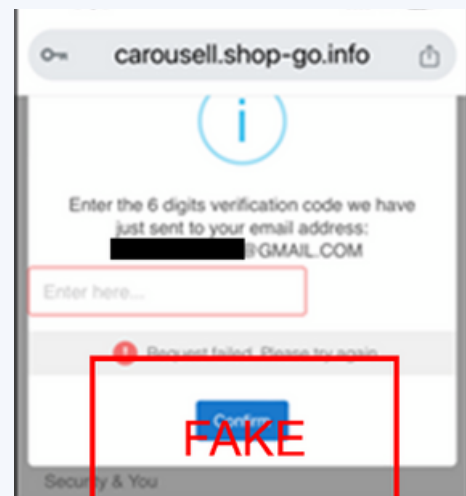 carousell.shop-go.info
i
Enter the 6 digits verification code we have
just sent to your email address:
@GMAIL.COM
Enter here...
! Request failed. Please try again
Confirm
FAKE
Security & You